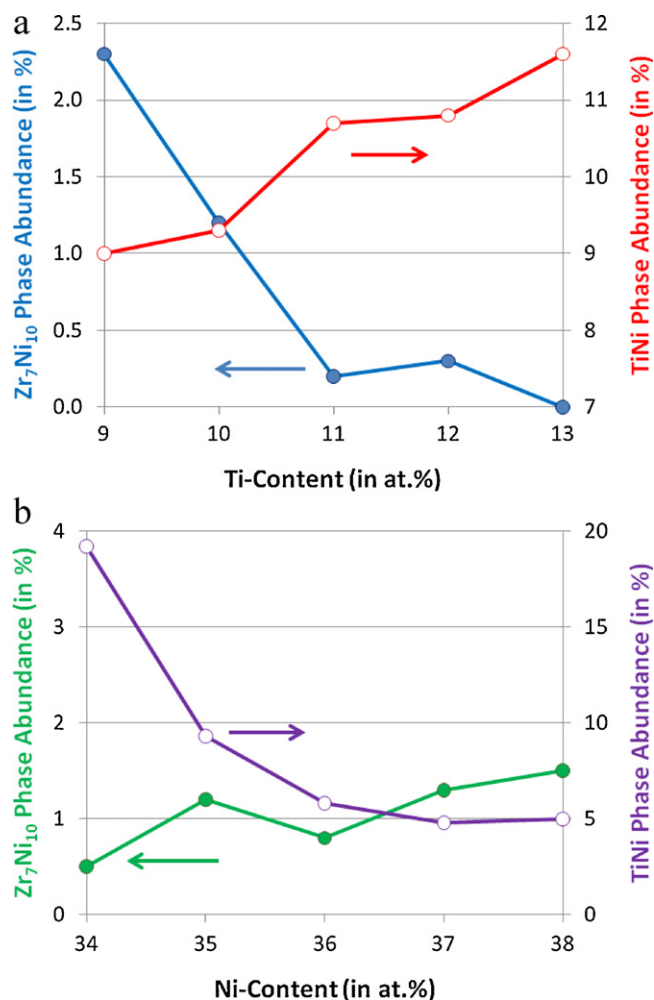 a
Zr₇Ni₁₀ Phase Abundance (in %)
2.5
2.0
1.5
1.0
0.5
0.0
12
11
10
9
8
7
TiNi Phase Abundance (in %)
9 10 11 12 13
Ti-Content (in at.%)
b
Zr₇Ni₁₀ Phase Abundance (in %)
4
3
2
1
0
20
15
10
5
0
TiNi Phase Abundance (in %)
34 35 36 37 38
Ni-Content (in at.%)